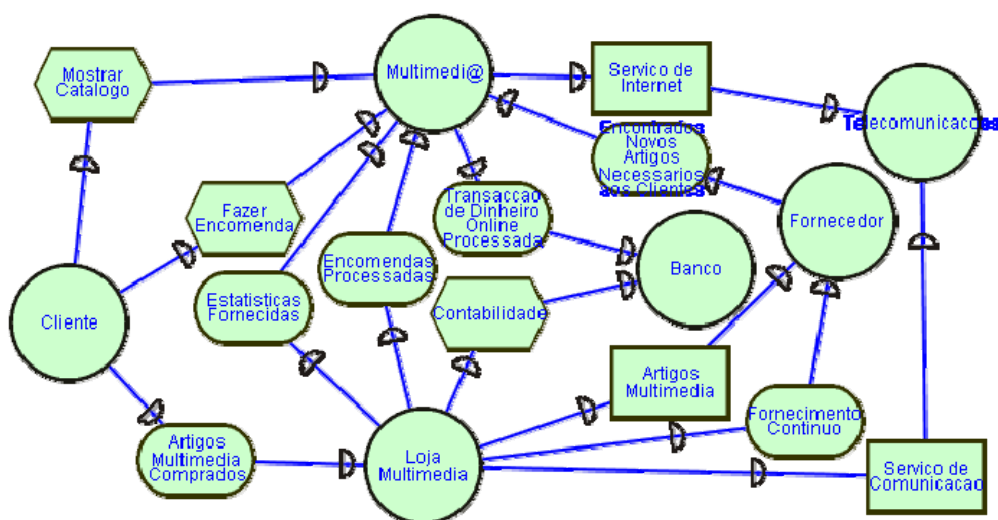 Mostrar
Catalogo
Multimedi@
Servico de
Internet
Telecomunicacoes
Encontrados
Novos
Artigos
Necessarios
aos Clientes
Fazer
Encomenda
Transaccao
de Dinheiro
Online
Processada
Fornecedor
Encomendas
Processadas
Banco
Estatisticas
Fornecidas
Contabilidade
Cliente
Artigos
Multimedia
Fornecimento
Continuo
Artigos
Multimedia
Comprados
Loja
Multimedia
Servico de
Comunicacao